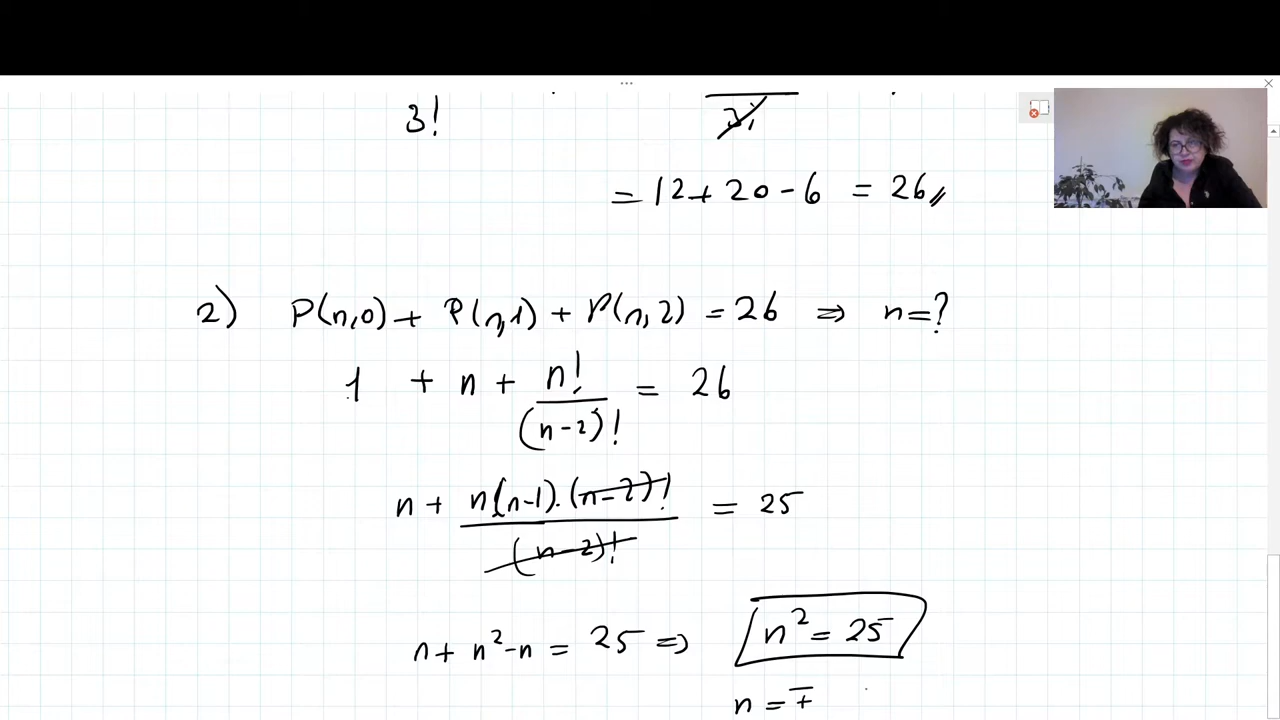 3!
3!
= 12 + 20 - 6 = 26,,
2) P(n,0) + P(n,1) + P(n,2) = 26 ⇒ n=?
1 + n + n!/(n-2)! = 26
n + n(n-1).(n-2)!/(n-2)! = 25
n + n²-n = 25 ⇒ n² = 25
n = ∓